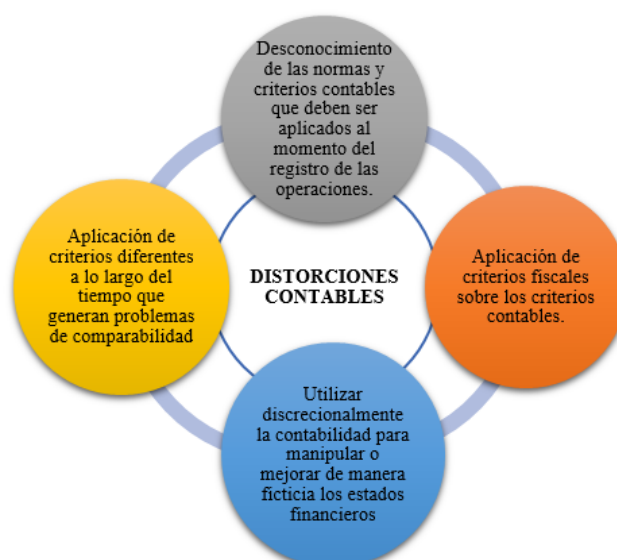 Desconocimiento
de las normas y
criterios contables
que deben ser
aplicados al
momento del
registro de las
operaciones.
Aplicación de
criterios diferentes
a lo largo del
tiempo que
generan problemas
de comparabilidad
DISTORCIONES
CONTABLES
Aplicación de
criterios fiscales
sobre los criterios
contables.
Utilizar
discrecionalmente
la contabilidad para
manipular o
mejorar de manera
ficticia los estados
financieros